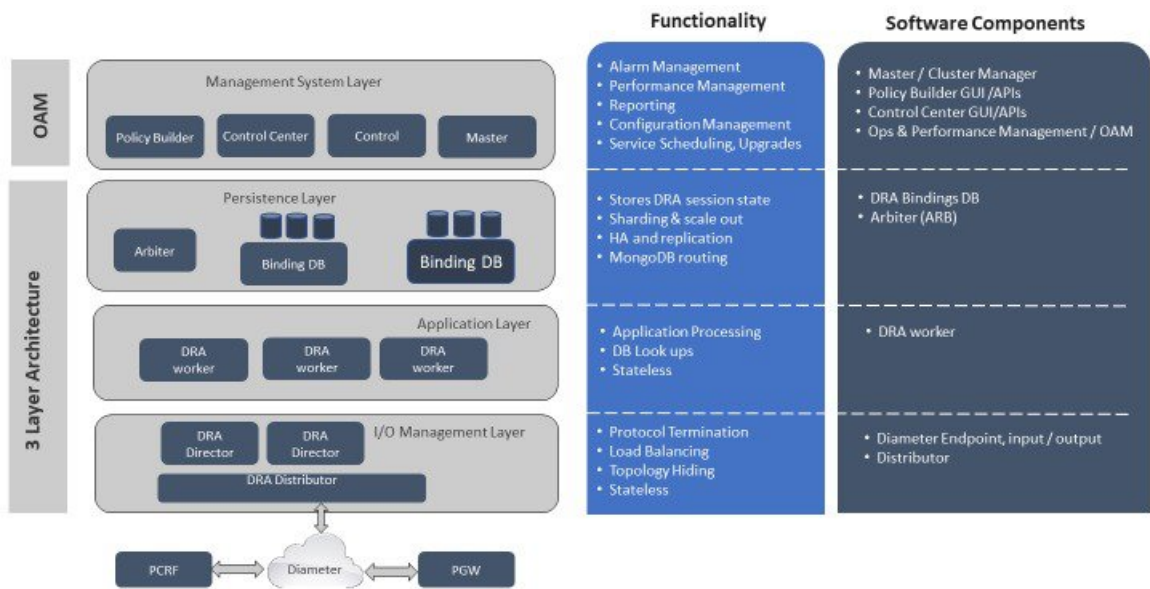 Functionality
Software Components
OAM
Management System Layer
Policy Builder
Control Center
Control
Master
• Alarm Management
• Performance Management
• Reporting
• Configuration Management
• Service Scheduling, Upgrades
• Master / Cluster Manager
• Policy Builder GUI /APIs
• Control Center GUI/APIs
• Ops & Performance Management / OAM
3 Layer Architecture
Persistence Layer
Arbiter
Binding DB
Binding DB
• Stores DRA session state
• Sharding & scale out
• HA and replication
• MongoDB routing
• DRA Bindings DB
• Arbiter (ARB)
Application Layer
DRA
worker
DRA
worker
DRA
worker
• Application Processing
• DB Look ups
• Stateless
• DRA worker
I/O Management Layer
DRA
Director
DRA
Director
DRA Distributor
• Protocol Termination
• Load Balancing
• Topology Hiding
• Stateless
• Diameter Endpoint, input / output
• Distributor
PCRF
Diameter
PGW